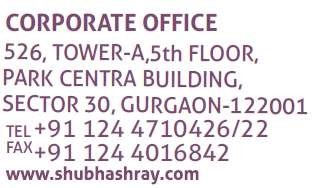 CORPORATE OFFICE
526, TOWER-A,5th FLOOR,
PARK CENTRA BUILDING,
SECTOR 30, GURGAON-122001
TEL +91 124 4710426/22
FAX +91 124 4016842
www.shubhashray.com